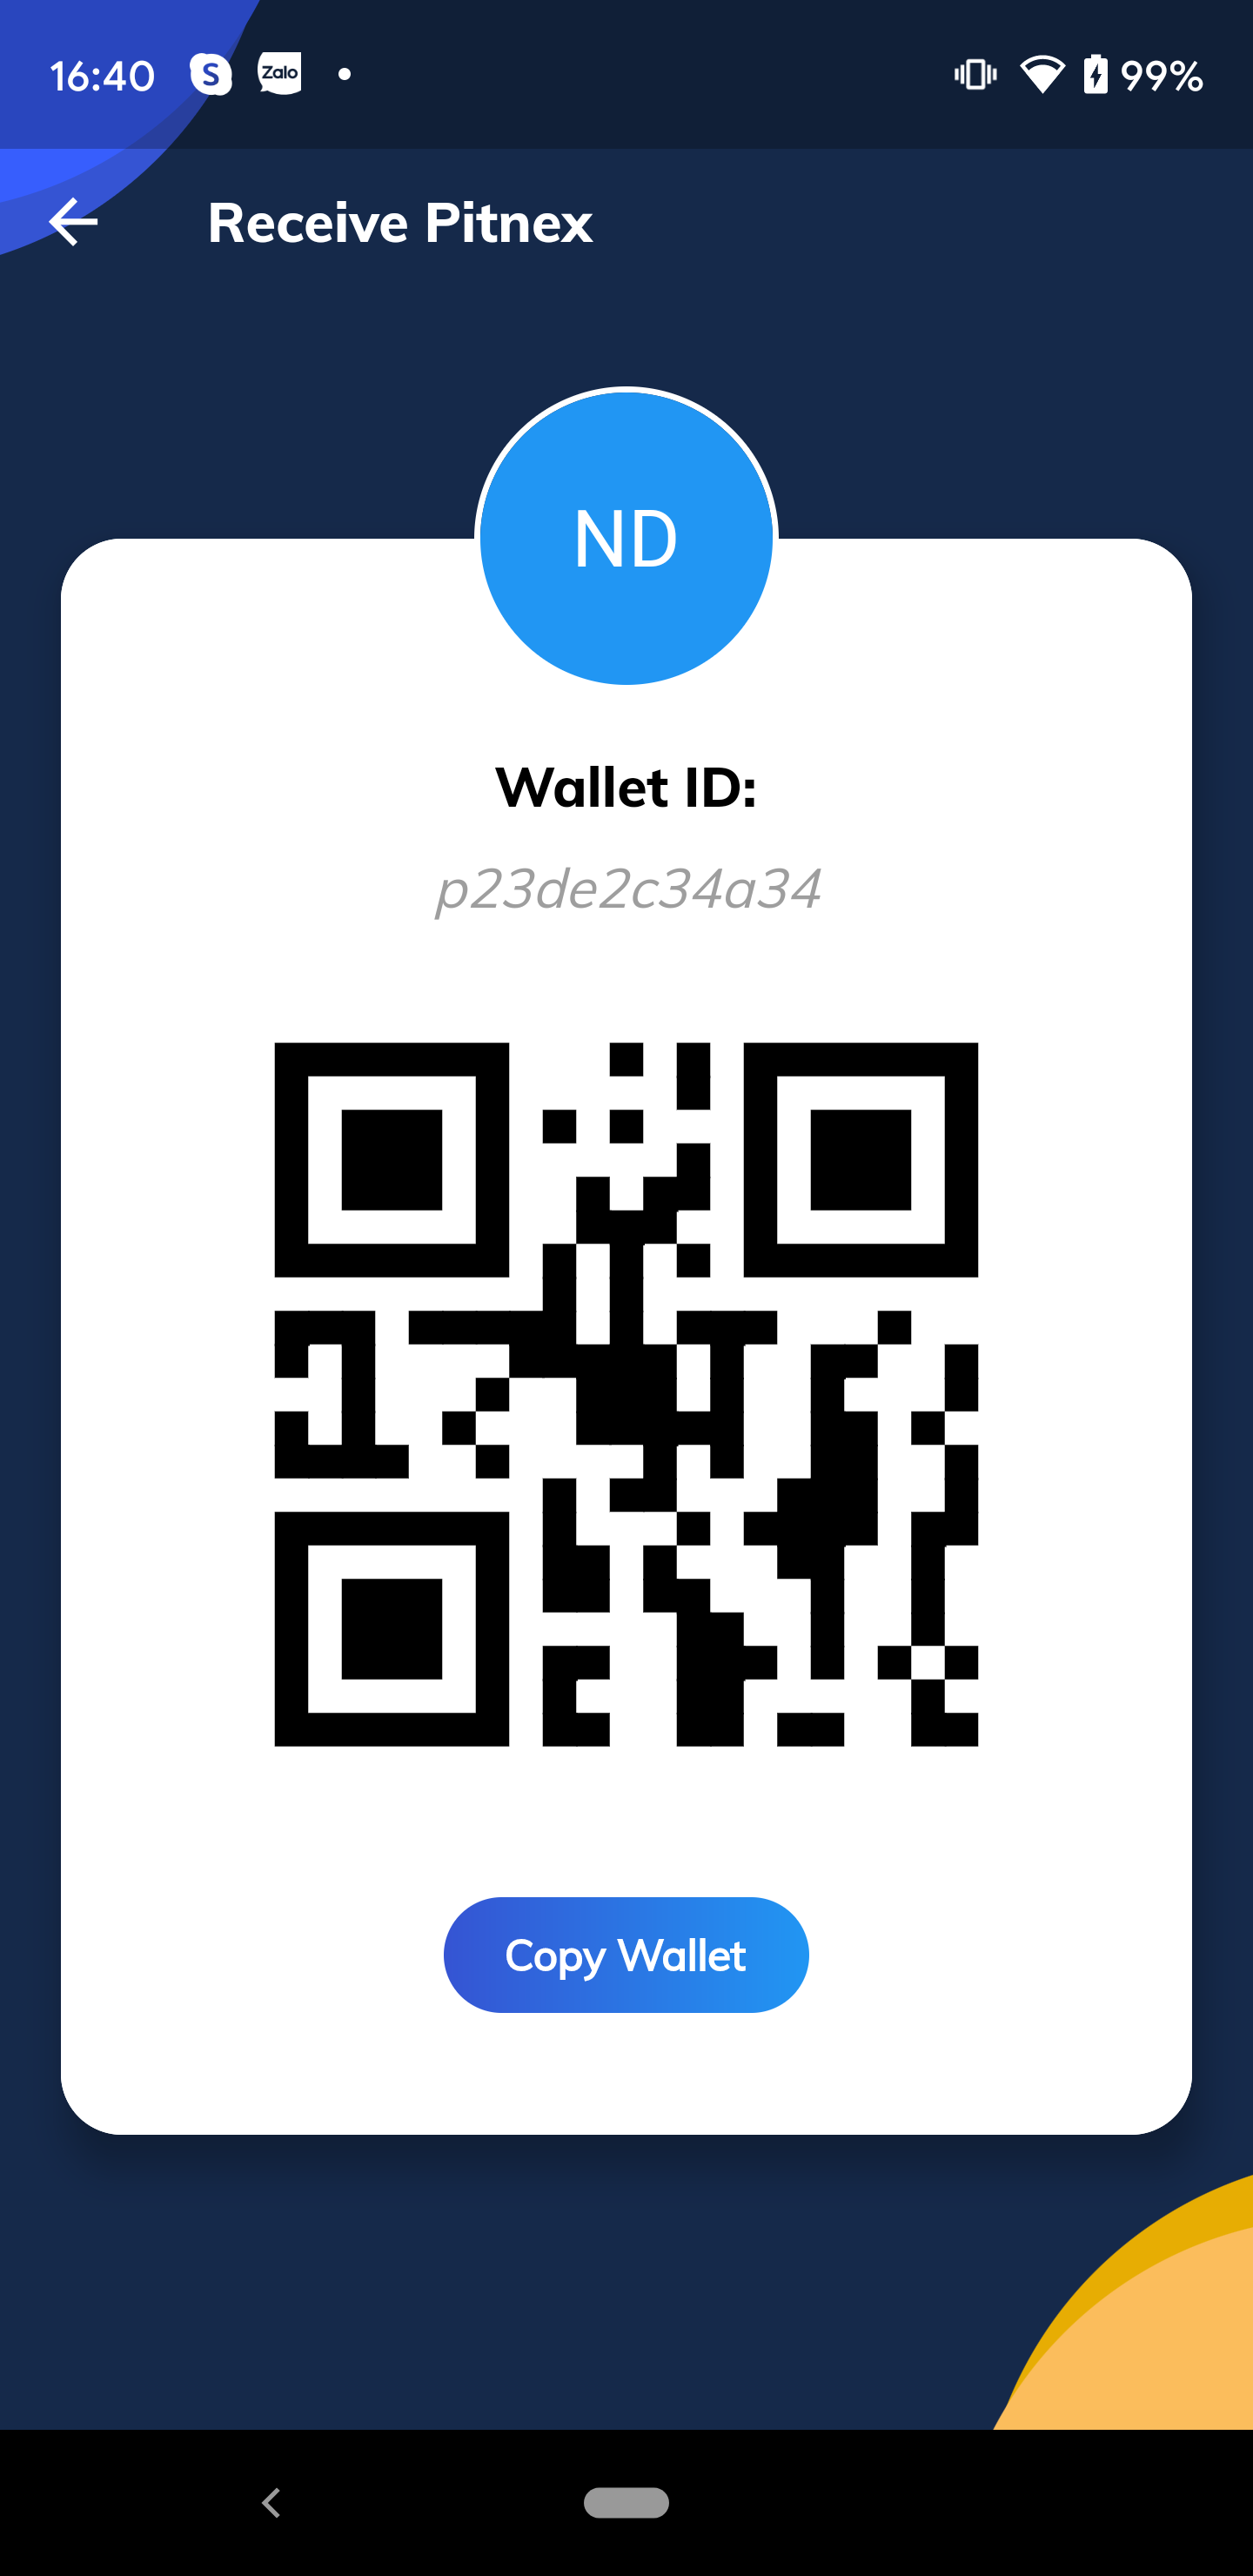 16:40 S Zalo 99%
Receive Pitnex
ND
Wallet ID:
p23de2c34a34
Copy Wallet